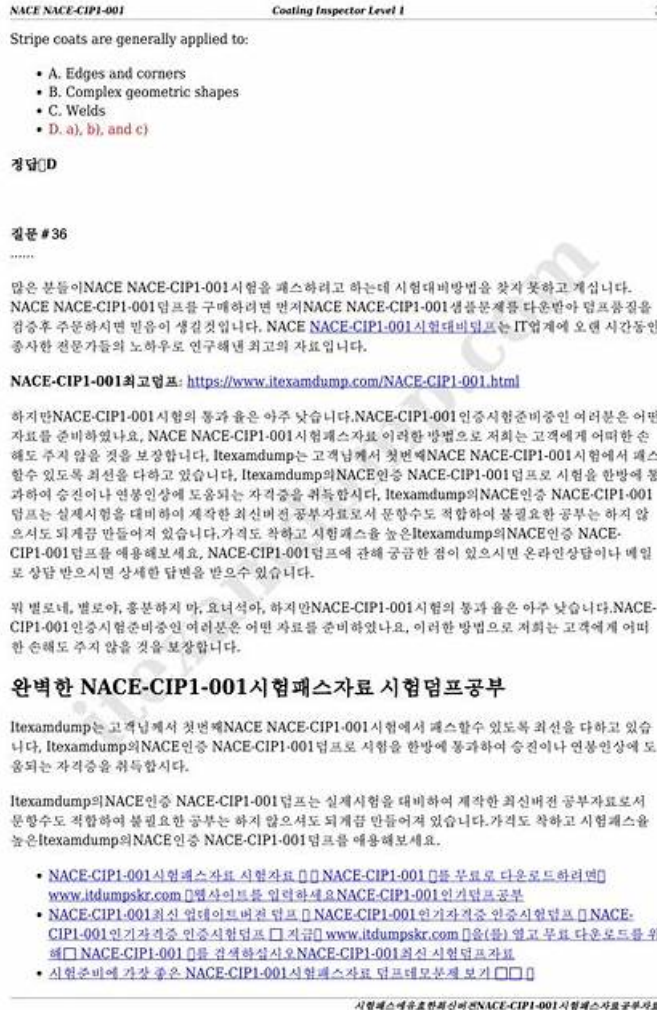 NACE NACE-CIP1-001
Coating Inspector Level 1
Stripe coats are generally applied to:
• A. Edges and corners
• B. Complex geometric shapes
• C. Welds
• D. a), b), and c)
정답▯D
질문 # 36
......
많은 분들이NACE NACE-CIP1-001시험을 패스하려고 하는데 시험대비방법을 찾지 못하고 계십니다.
NACE NACE-CIP1-001덤프를 구매하려면 먼저NACE NACE-CIP1-001샘플문제를 다운받아 덤프품질을
검증후 주문하시면 믿음이 생길것입니다. NACE NACE-CIP1-001시험대비덤프는 IT업계에 오랜 시간동안
종사한 전문가들의 노하우로 연구해낸 최고의 자료입니다.
NACE-CIP1-001최고덤프: https://www.itexamdump.com/NACE-CIP1-001.html
하지만NACE-CIP1-001시험의 통과 율은 아주 낮습니다.NACE-CIP1-001인증시험준비중인 여러분은 어떤
자료를 준비하였나요, NACE NACE-CIP1-001시험패스자료 이러한 방법으로 저희는 고객에게 어떠한 손
해도 주지 않을 것을 보장합니다, Itexamdump는 고객님께서 첫번째NACE NACE-CIP1-001시험에서 패스
할수 있도록 최선을 다하고 있습니다, Itexamdump의NACE인증 NACE-CIP1-001덤프로 시험을 한방에 통
과하여 승진이나 연봉인상에 도움되는 자격증을 취득합시다, Itexamdump의NACE인증 NACE-CIP1-001
덤프는 실제시험을 대비하여 제작한 최신버전 공부자료로서 문항수도 적합하여 불필요한 공부는 하지 않
으셔도 되게끔 만들어져 있습니다.가격도 착하고 시험패스율 높은Itexamdump의NACE인증 NACE-
CIP1-001덤프를 애용해보세요, NACE-CIP1-001덤프에 관해 궁금한 점이 있으시면 온라인상담이나 메일
로 상담 받으시면 상세한 답변을 받으수 있습니다.
뭐 별로네, 별로야, 흥분하지 마, 요녀석아, 하지만NACE-CIP1-001시험의 통과 율은 아주 낮습니다.NACE-
CIP1-001인증시험준비중인 여러분은 어떤 자료를 준비하였나요, 이러한 방법으로 저희는 고객에게 어떠
한 손해도 주지 않을 것을 보장합니다.
완벽한 NACE-CIP1-001시험패스자료 시험덤프공부
Itexamdump는 고객님께서 첫번째NACE NACE-CIP1-001시험에서 패스할수 있도록 최선을 다하고 있습
니다, Itexamdump의NACE인증 NACE-CIP1-001덤프로 시험을 한방에 통과하여 승진이나 연봉인상에 도
움되는 자격증을 취득합시다.
Itexamdump의NACE인증 NACE-CIP1-001덤프는 실제시험을 대비하여 제작한 최신버전 공부자료로서
문항수도 적합하여 불필요한 공부는 하지 않으셔도 되게끔 만들어져 있습니다.가격도 착하고 시험패스율
높은Itexamdump의NACE인증 NACE-CIP1-001덤프를 애용해보세요.
• NACE-CIP1-001시험패스자료 시험자료 ▯ ▯ NACE-CIP1-001 ▯를 무료로 다운로드하려면▯
www.itdumpskr.com ▯웹사이트를 입력하세요NACE-CIP1-001인기덤프공부
• NACE-CIP1-001최신 업데이트버전 덤프 ▯ NACE-CIP1-001인기자격증 인증시험덤프 ▯ NACE-
CIP1-001인기자격증 인증시험덤프 □ 지금▯ www.itdumpskr.com ▯을(를) 열고 무료 다운로드를 위
해□ NACE-CIP1-001 ▯를 검색하십시오NACE-CIP1-001최신 시험덤프자료
• 시험준비에 가장 좋은 NACE-CIP1-001시험패스자료 덤프데모문제 보기 □□ ▯
시험패스에유효한최신버전NACE-CIP1-001시험패스자료공부자료
itexamdump.com